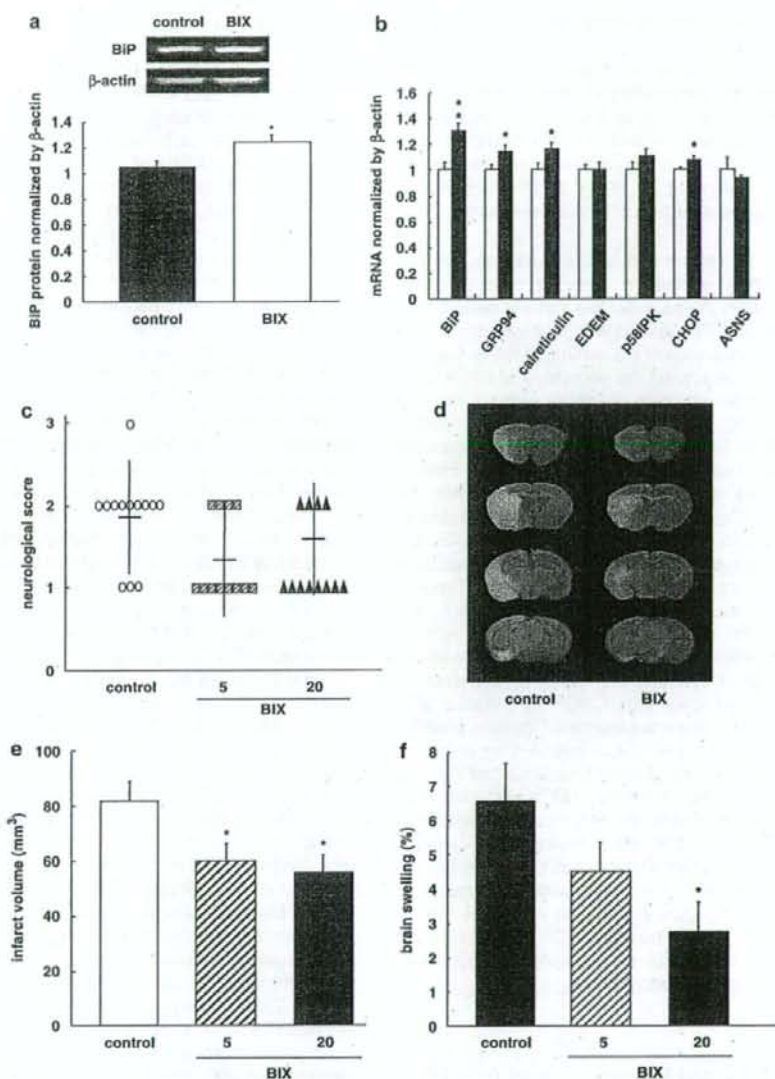 a
control BIX
BiP
β-actin
BiP protein normalized by β-actin
1.4
1.2
1
0.8
0.6
0.4
0.2
0
*
control BIX
b
mRNA normalized by β-actin
1.6
1.4
1.2
1
0.8
0.6
0.4
0.2
0
* * * * *
BiP GRP94 calreticulin EDEM p58IPK CHOP ASNS
c
neurological score
3
2
1
0
control 5 20
BIX
d
control BIX
e
infarct volume (mm³)
100
80
60
40
20
0
* *
control 5 20
BIX
f
brain swelling (%)
8
7
6
5
4
3
2
1
0
*
control 5 20
BIX